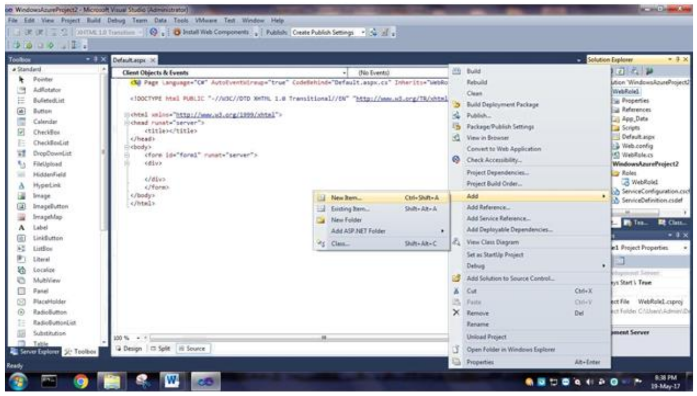 WindowsAzureProject2 - Microsoft Visual Studio (Administrator)
File Edit View Project Build Debug Team Data Tools VMware Test Window Help
XHTML 1.0 Transition Install Web Components Publish: Create Publish Settings
Toolbox
Standard
Pointer
AdRotator
BulletedList
Button
Calendar
CheckBox
CheckBoxList
DropDownList
FileUpload
HiddenField
HyperLink
Image
ImageButton
ImageMap
Label
LinkButton
ListBox
Literal
Localize
MultiView
Panel
PlaceHolder
RadioButton
RadioButtonList
Substitution
Table
Server Explorer Toolbox
Default.aspx
Client Objects & Events (No Events)
<%@ Page Language="C#" AutoEventWireup="true" CodeBehind="Default.aspx.cs" Inherits="WebRo
<!DOCTYPE html PUBLIC "-//W3C//DTD XHTML 1.0 Transitional//EN" "http://www.w3.org/TR/xhtml
<html xmlns="http://www.w3.org/1999/xhtml">
<head runat="server">
<title></title>
</head>
<body>
<form id="form1" runat="server">
<div>
</div>
</form>
</body>
</html>
100 %
Design Split Source
New Item... Ctrl+Shift+A
Existing Item... Shift+Alt+A
New Folder
Add ASP.NET Folder
Class... Shift+Alt+C
Build
Rebuild
Clean
Build Deployment Package
Publish...
Package/Publish Settings
View in Browser
Convert to Web Application
Check Accessibility...
Project Dependencies...
Project Build Order...
Add
Add Reference...
Add Service Reference...
Add Deployable Dependencies...
View Class Diagram
Set as StartUp Project
Debug
Add Solution to Source Control...
Cut Ctrl+X
Paste Ctrl+V
Remove Del
Rename
Unload Project
Open Folder in Windows Explorer
Properties Alt+Enter
Solution Explorer
WebRole1
Properties
References
App_Data
Scripts
Default.aspx
Web.config
WebRole.cs
WindowsAzureProject2
Roles
WebRole1
ServiceConfiguration.csc
ServiceDefinition.csdef
Tea... Class...
Project Properties
True
WebRole1.csproj
Server
Ready
9:38 PM
19-May-17